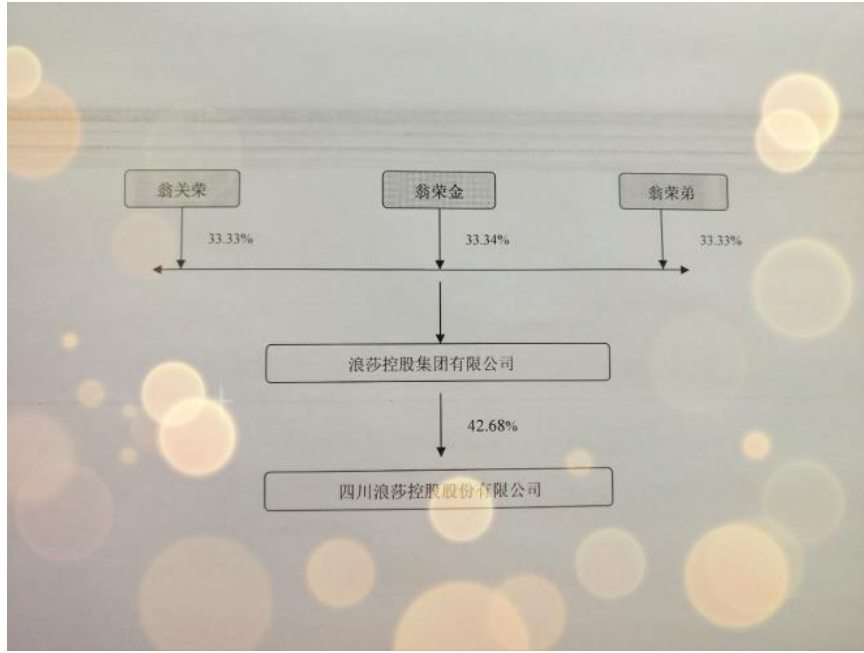 翁关荣
翁荣金
翁荣弟
33.33%
33.34%
33.33%
浪莎控股集团有限公司
42.68%
四川浪莎控股股份有限公司